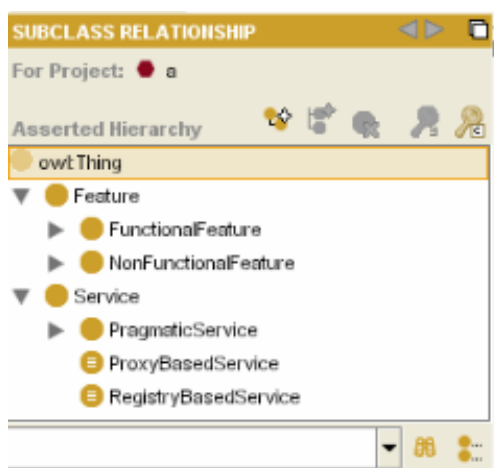 SUBCLASS RELATIONSHIP
For Project: a
Asserted Hierarchy
owl:Thing
Feature
FunctionalFeature
NonFunctionalFeature
Service
PragmaticService
ProxyBasedService
RegistryBasedService